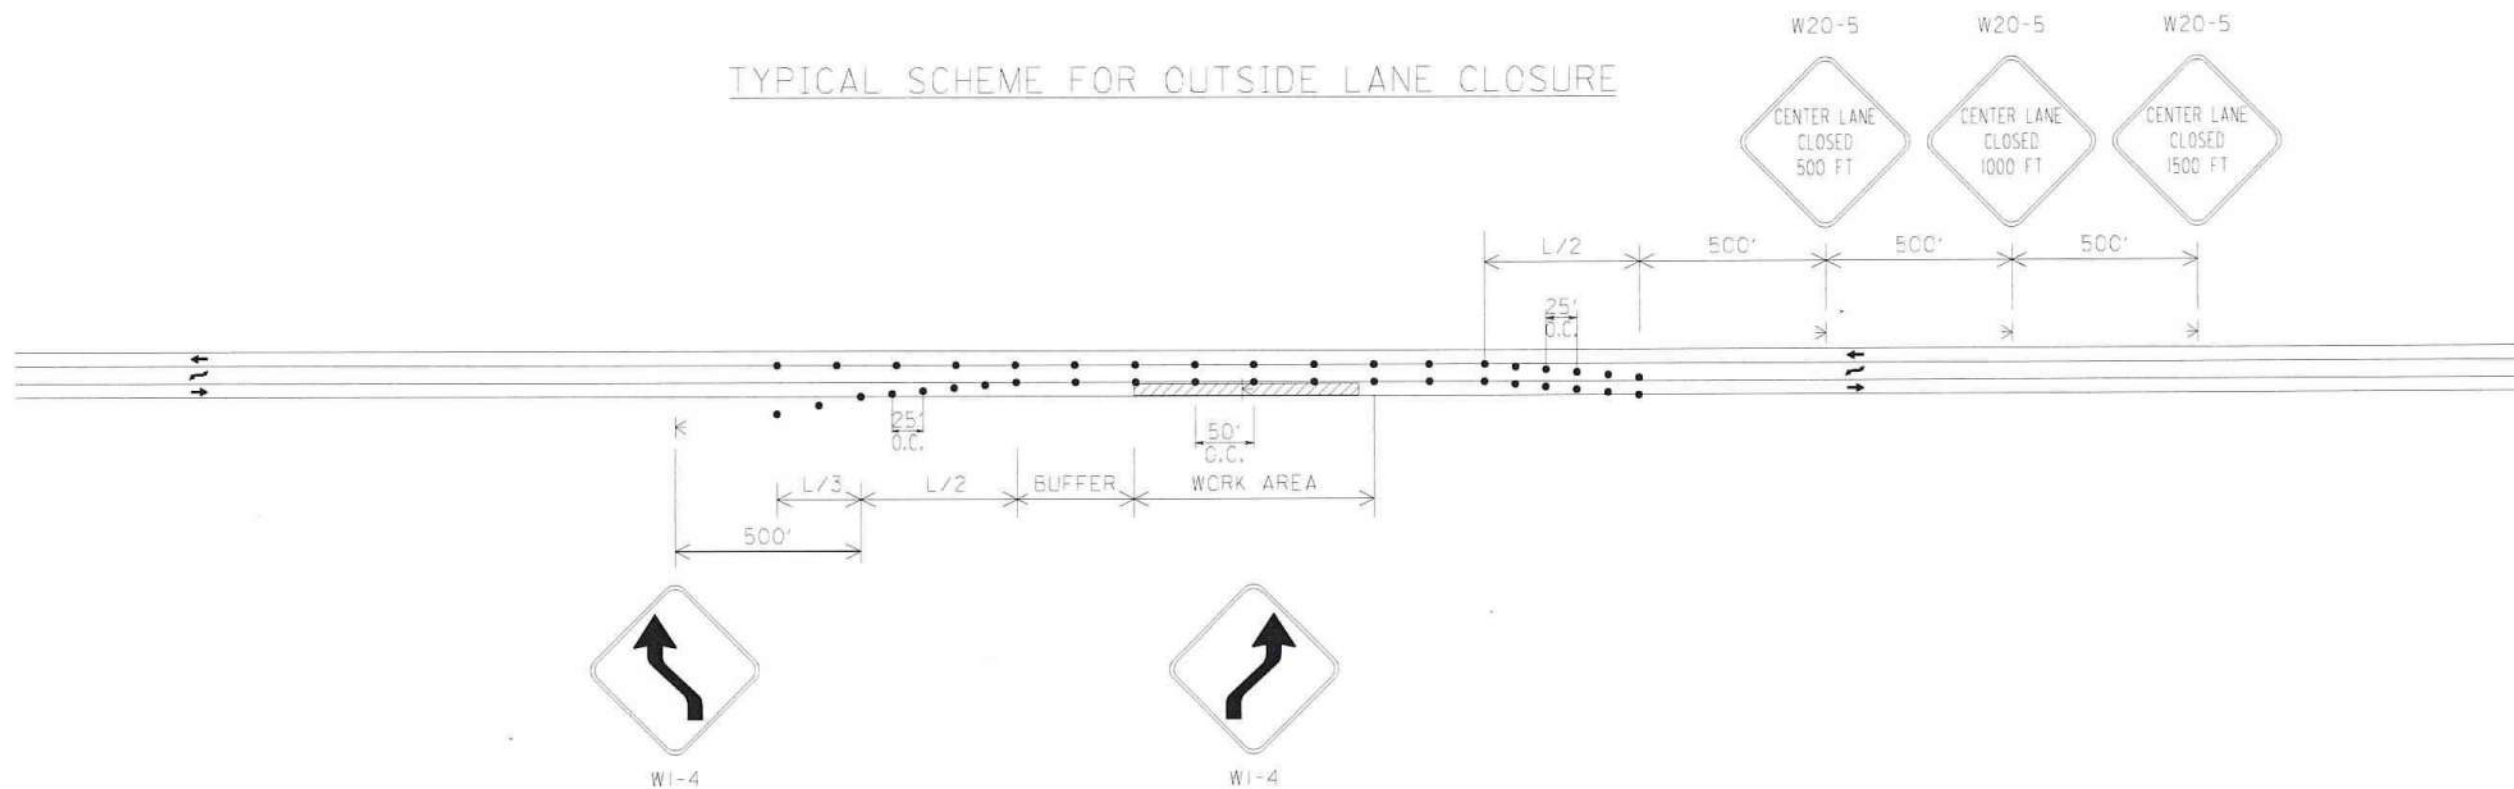 W20-5 W20-5 W20-5
TYPICAL SCHEME FOR OUTSIDE LANE CLOSURE
CENTER LANE
CLOSED
500 FT
CENTER LANE
CLOSED
1000 FT
CENTER LANE
CLOSED
1500 FT
L/2 500' 500' 500'
25'
O.C.
25'
O.C.
50'
O.C.
L/3 L/2 BUFFER WORK AREA
500'
W1-4 W1-4